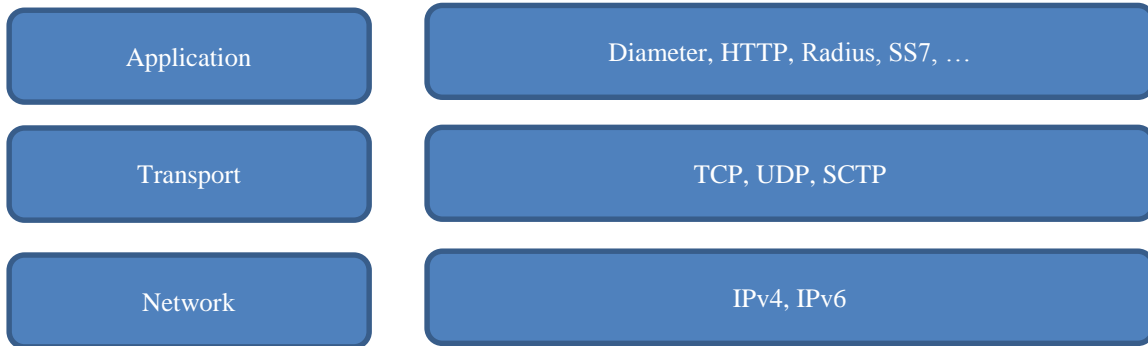 Application
Diameter, HTTP, Radius, SS7, …
Transport
TCP, UDP, SCTP
Network
IPv4, IPv6